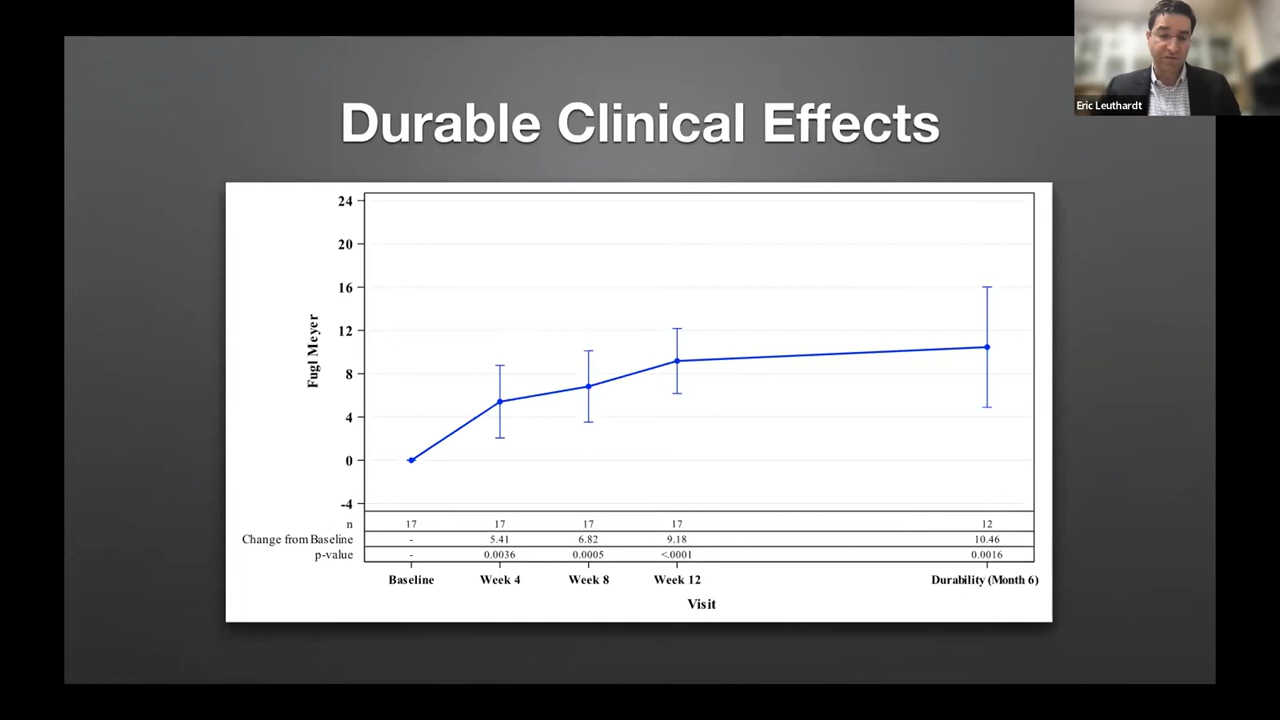 Eric Leuthardt
Durable Clinical Effects
24
20
16
12
8
4
0
-4
Fugl Meyer
n 17 17 17 17 12
Change from Baseline - 5.41 6.82 9.18 10.46
p-value - 0.0036 0.0005 <.0001 0.0016
Baseline Week 4 Week 8 Week 12 Durability (Month 6)
Visit